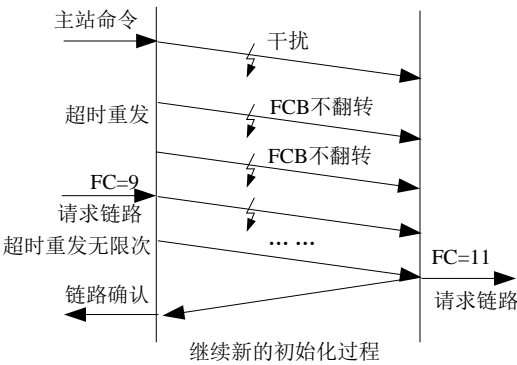 主站命令
干扰
超时重发
FCB不翻转
FCB不翻转
FC=9
请求链路
超时重发无限次
... ...
FC=11
链路确认
请求链路
继续新的初始化过程